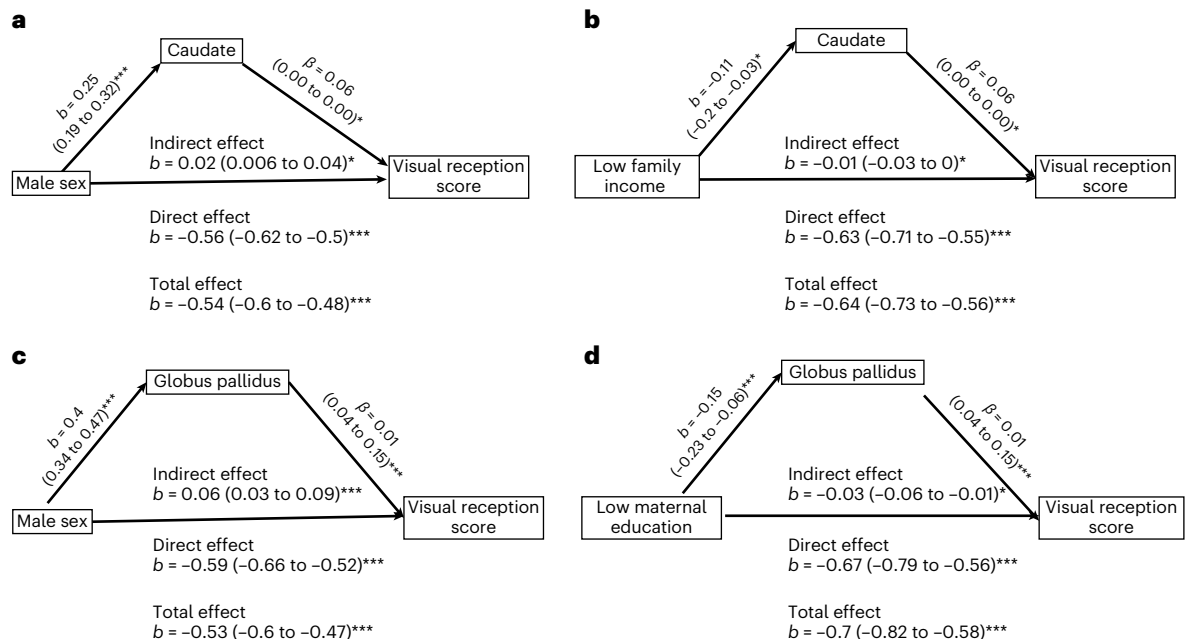 a
Caudate
b = 0.25
(0.19 to 0.32)***
β = 0.06
(0.00 to 0.00)*
Indirect effect
b = 0.02 (0.006 to 0.04)*
Male sex
Visual reception
score
Direct effect
b = –0.56 (–0.62 to –0.5)***
Total effect
b = –0.54 (–0.6 to –0.48)***
b
Caudate
b = –0.11
(–0.2 to –0.03)*
β = 0.06
(0.00 to 0.00)*
Indirect effect
b = –0.01 (–0.03 to 0)*
Low family
income
Visual reception
score
Direct effect
b = –0.63 (–0.71 to –0.55)***
Total effect
b = –0.64 (–0.73 to –0.56)***
c
Globus pallidus
b = 0.4
(0.34 to 0.47)***
β = 0.01
(0.04 to 0.15)***
Indirect effect
b = 0.06 (0.03 to 0.09)***
Male sex
Visual reception
score
Direct effect
b = –0.59 (–0.66 to –0.52)***
Total effect
b = –0.53 (–0.6 to –0.47)***
d
Globus pallidus
b = –0.15
(–0.23 to –0.06)***
β = 0.01
(0.04 to 0.15)***
Indirect effect
b = –0.03 (–0.06 to –0.01)*
Low maternal
education
Visual reception
score
Direct effect
b = –0.67 (–0.79 to –0.56)***
Total effect
b = –0.7 (–0.82 to –0.58)***